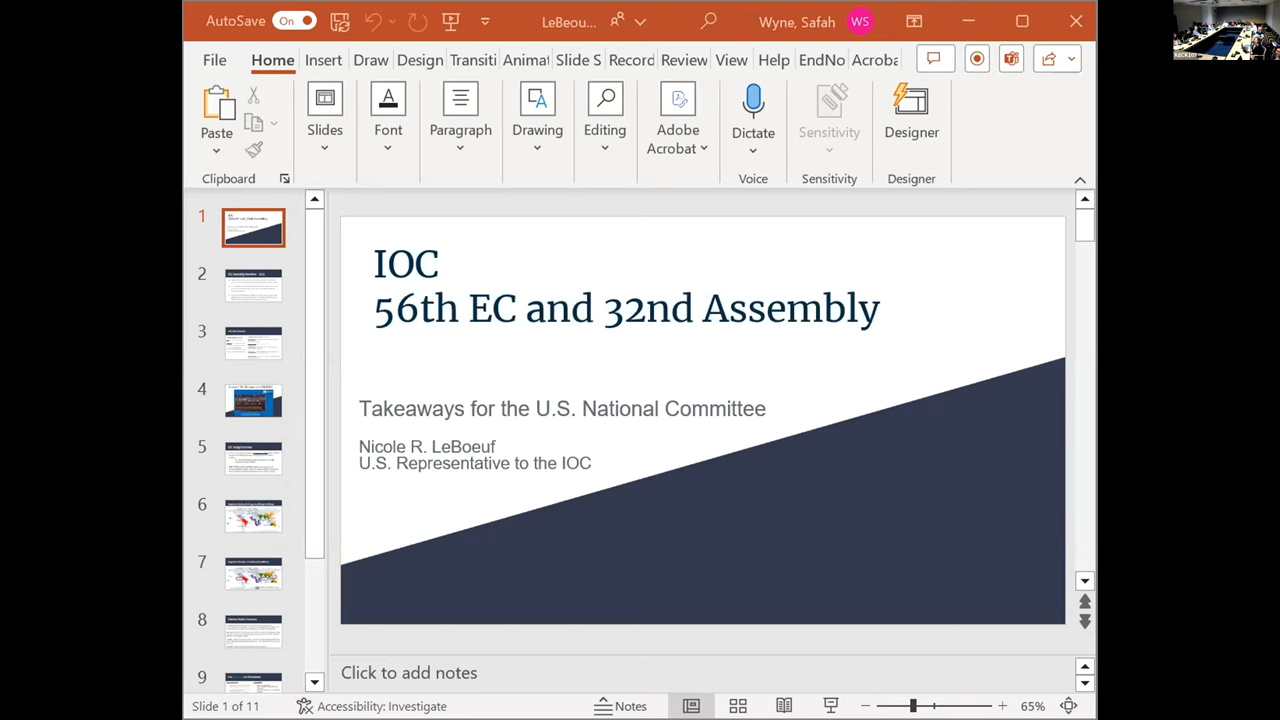 AutoSave On LeBeou... Wyne, Safah WS
File Home Insert Draw Design Transiti Animat Slide S Record Review View Help EndNo Acroba
Paste Slides Font Paragraph Drawing Editing Adobe Acrobat Dictate Sensitivity Designer
Clipboard Voice Sensitivity Designer
1
2
3
4
5
6
7
8
9
IOC
56th EC and 32nd Assembly
Takeaways for the U.S. National Committee
Nicole R. LeBoeuf
U.S. Representative to the IOC
Click to add notes
Slide 1 of 11 Accessibility: Investigate Notes 65%